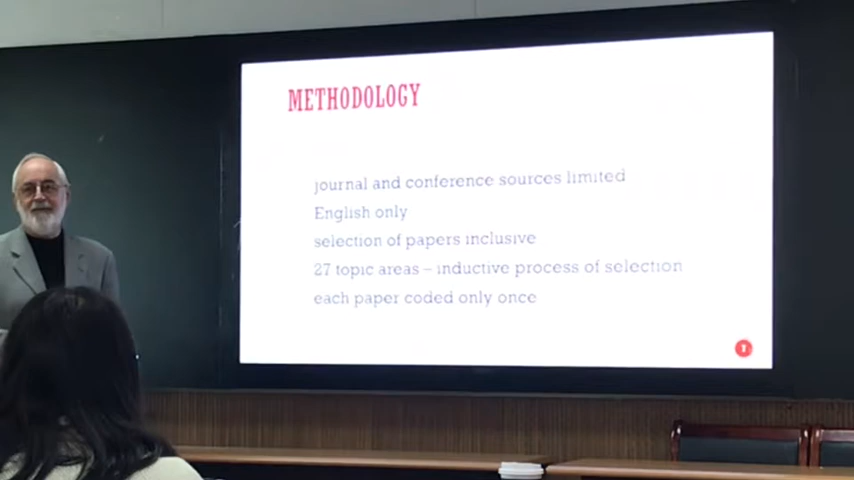 METHODOLOGY
journal and conference sources limited
English only
selection of papers inclusive
27 topic areas – inductive process of selection
each paper coded only once